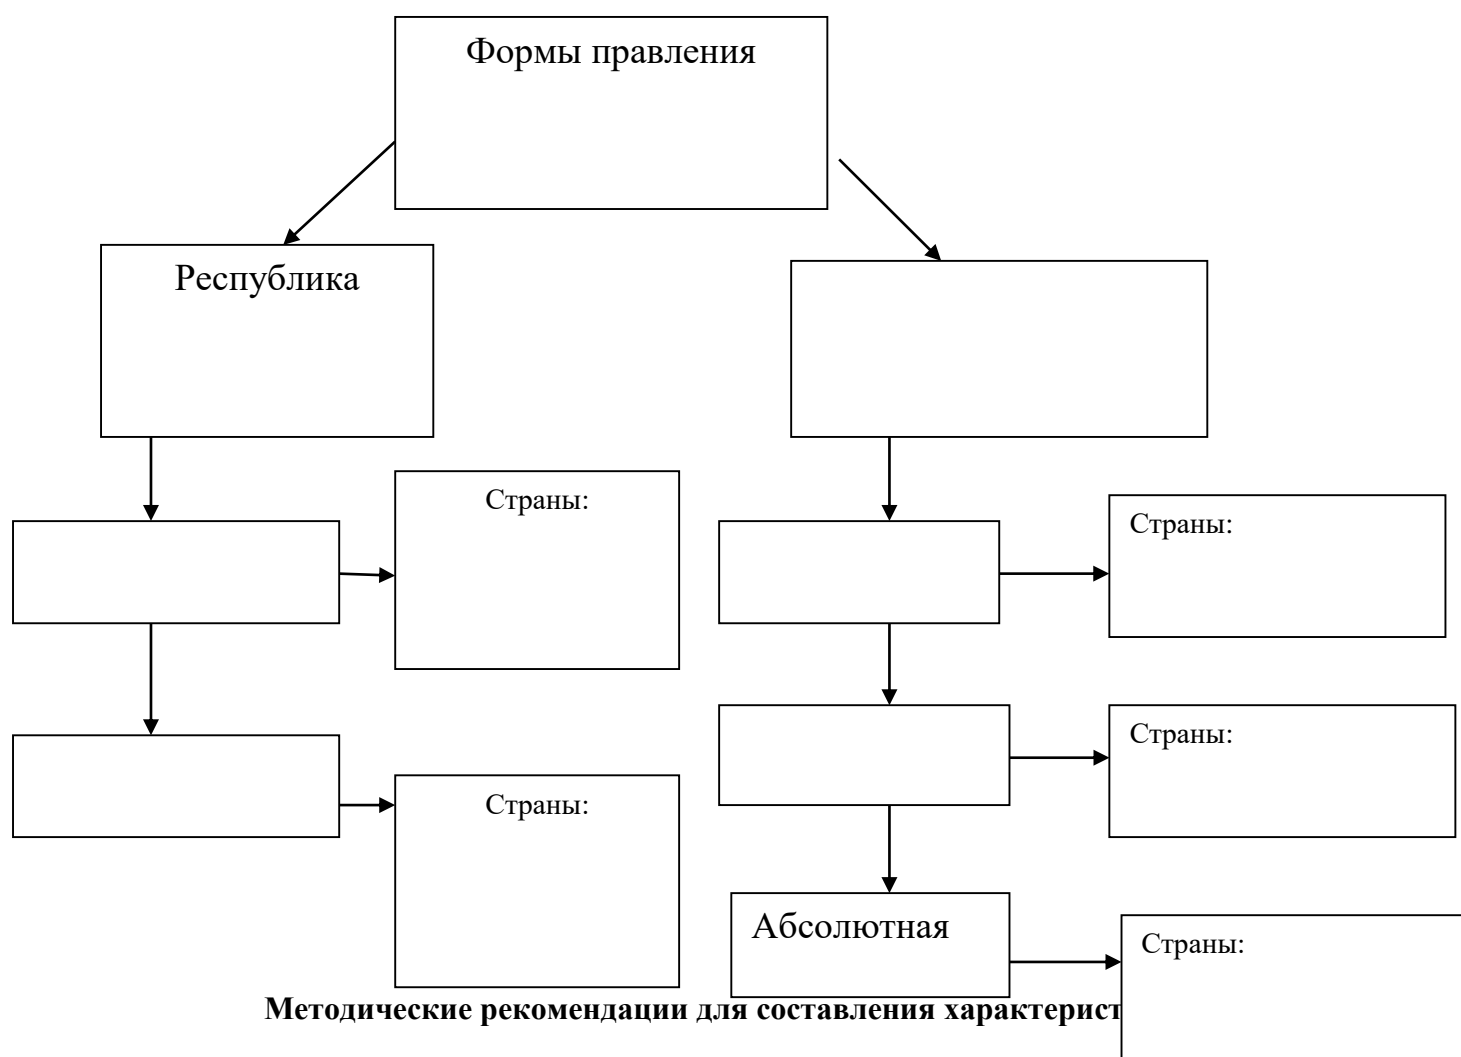 Формы правления
Республика
Страны:
Страны:
Страны:
Страны:
Абсолютная
Страны:
Методические рекомендации для составления характерист